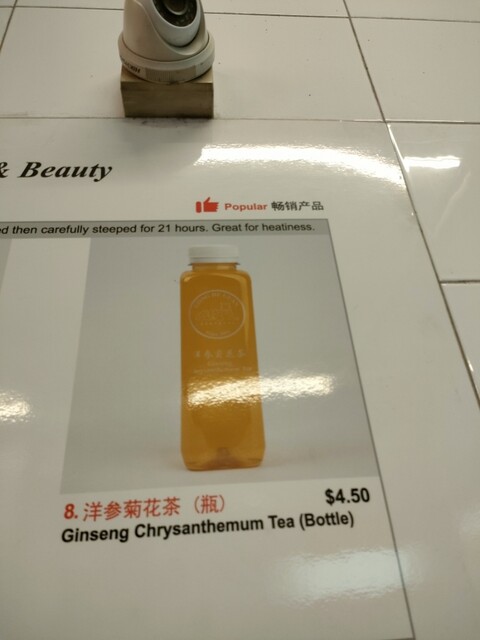 & Beauty
Popular 畅销产品
ed then carefully steeped for 21 hours. Great for heatiness.
8. 洋参菊花茶 （瓶）
$4.50
Ginseng Chrysanthemum Tea (Bottle)